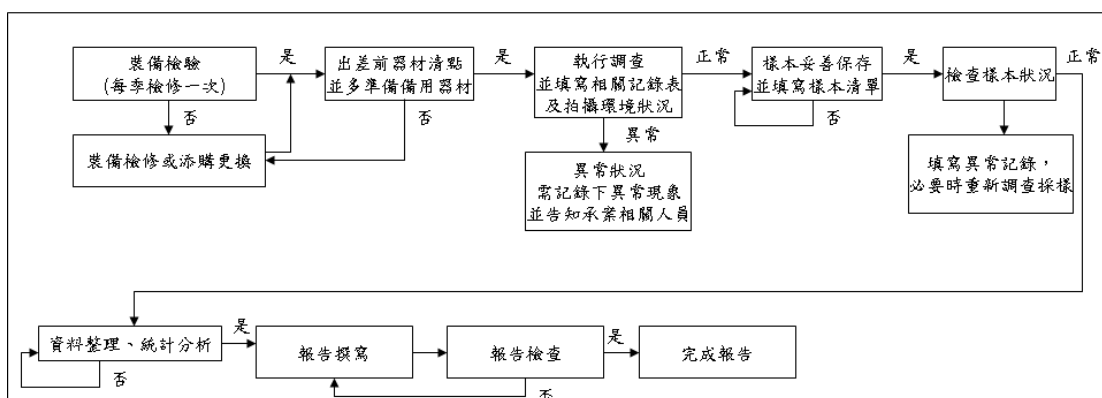 裝備檢驗
(每季檢修一次)
是
出差前器材清點
並多準備備用器材
是
執行調查
並填寫相關記錄表
及拍攝環境狀況
正常
樣本妥善保存
並填寫樣本清單
是
檢查樣本狀況
正常
否
裝備檢修或添購更換
否
異常
異常狀況
需記錄下異常現象
並告知承案相關人員
否
填寫異常記錄，
必要時重新調查採樣
資料整理、統計分析
是
否
報告撰寫
報告檢查
是
否
完成報告